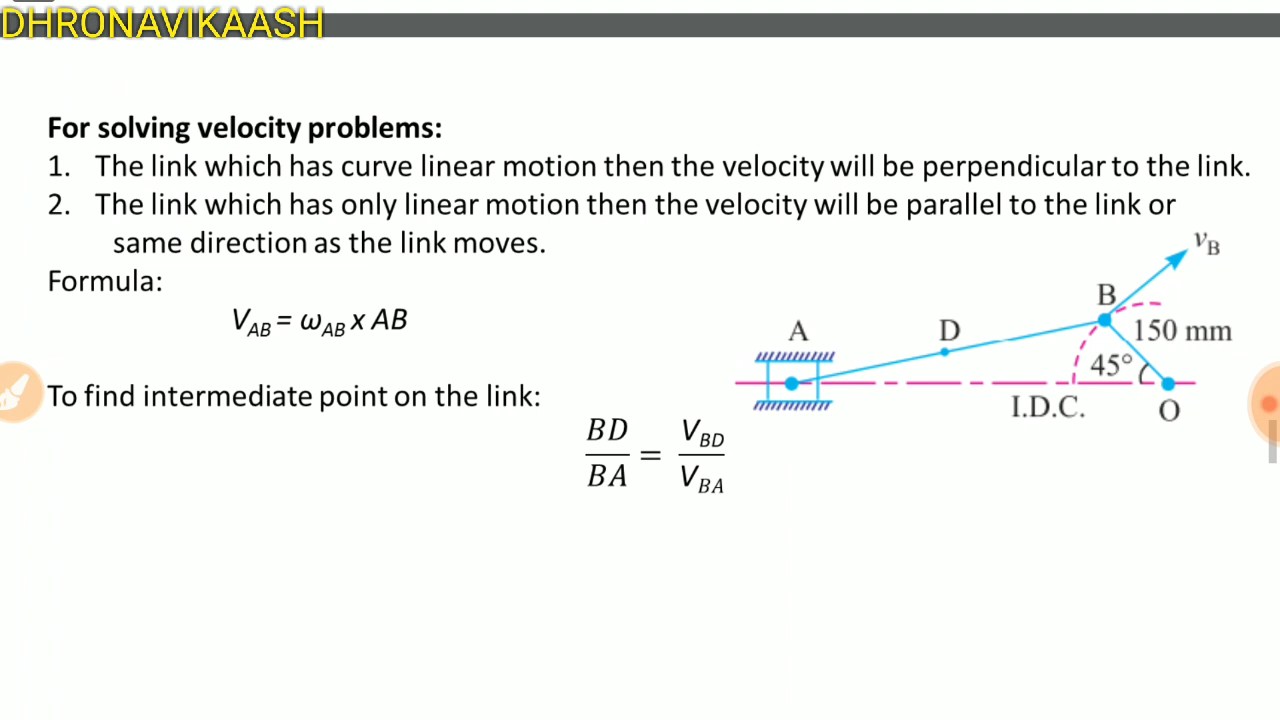 DHRONAVIKAASH
For solving velocity problems:
1. The link which has curve linear motion then the velocity will be perpendicular to the link.
2. The link which has only linear motion then the velocity will be parallel to the link or
same direction as the link moves.
Formula:
V_AB = ω_AB x AB
To find intermediate point on the link:
BD/BA = V_BD/V_BA
v_B
B
150 mm
A
D
45°
I.D.C.
O